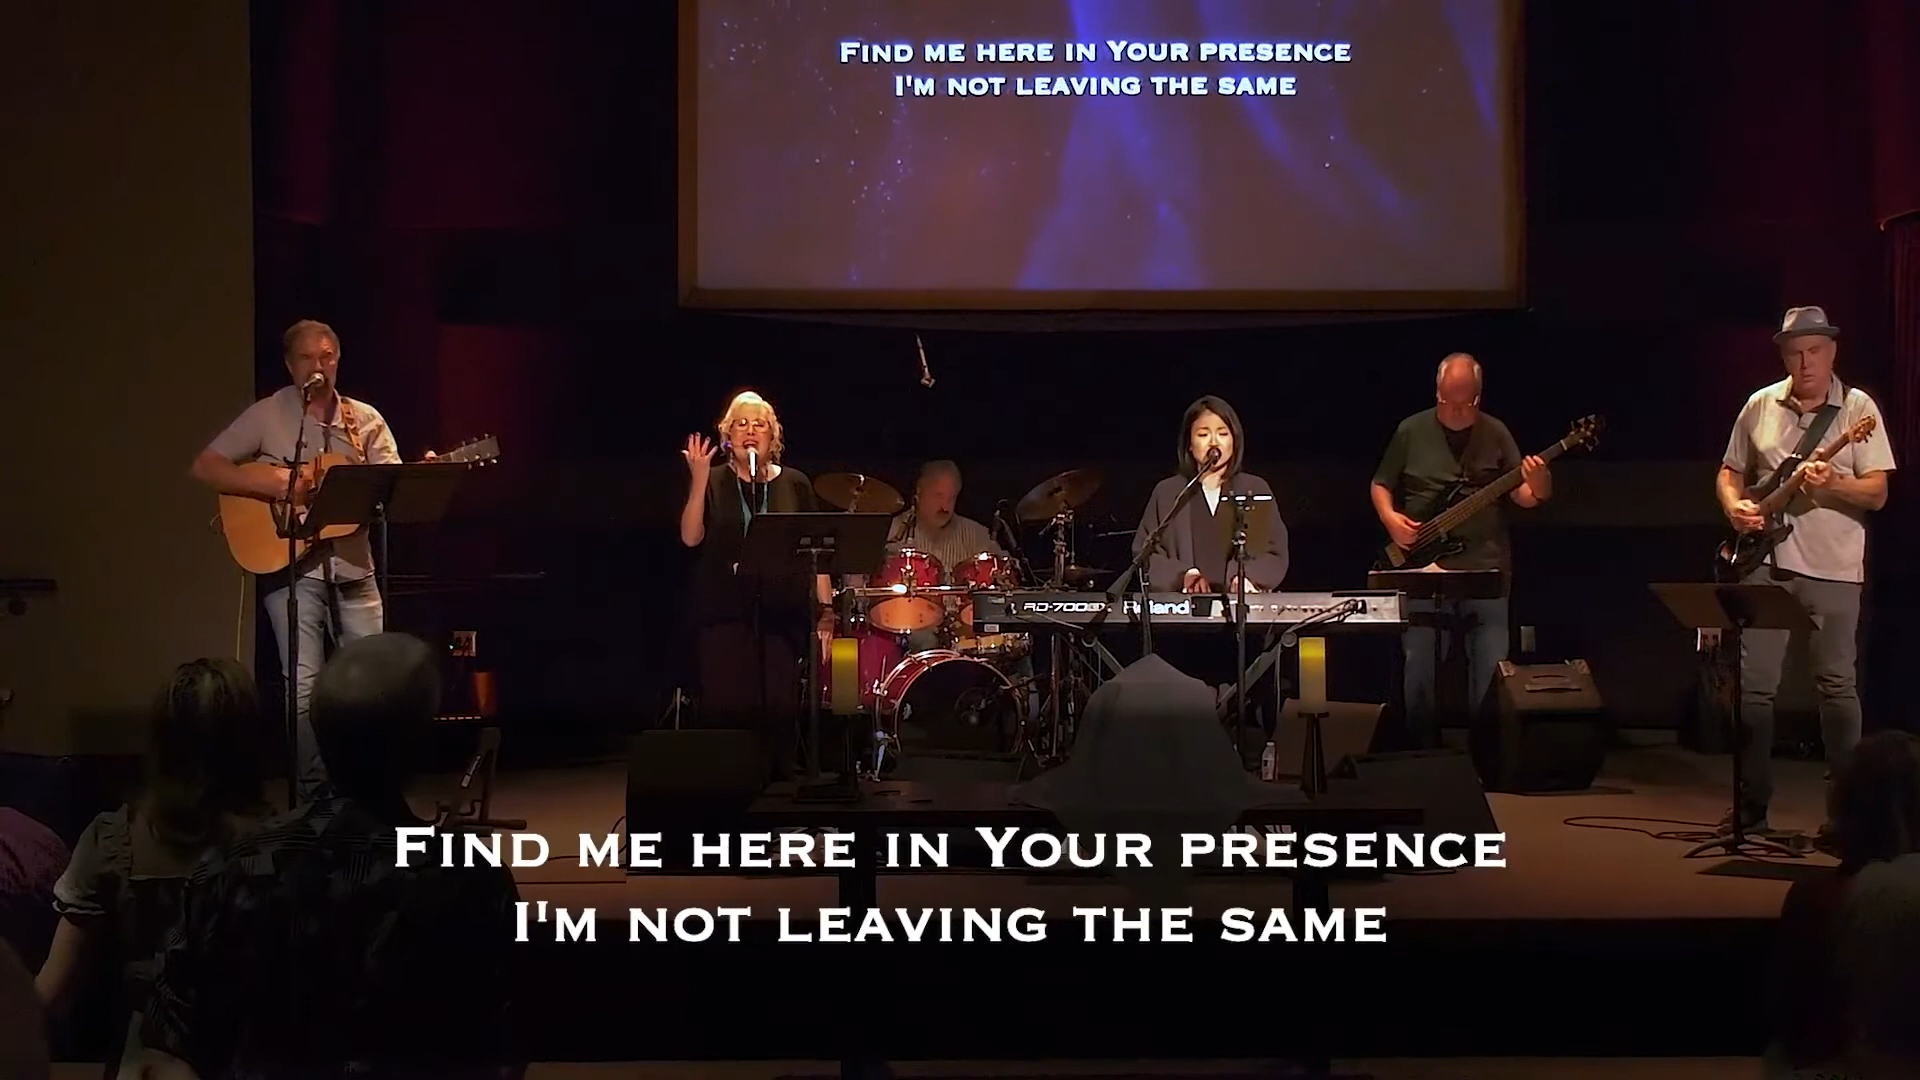 FIND ME HERE IN YOUR PRESENCE
I'M NOT LEAVING THE SAME
RD-700GX Roland
FIND ME HERE IN YOUR PRESENCE
I'M NOT LEAVING THE SAME